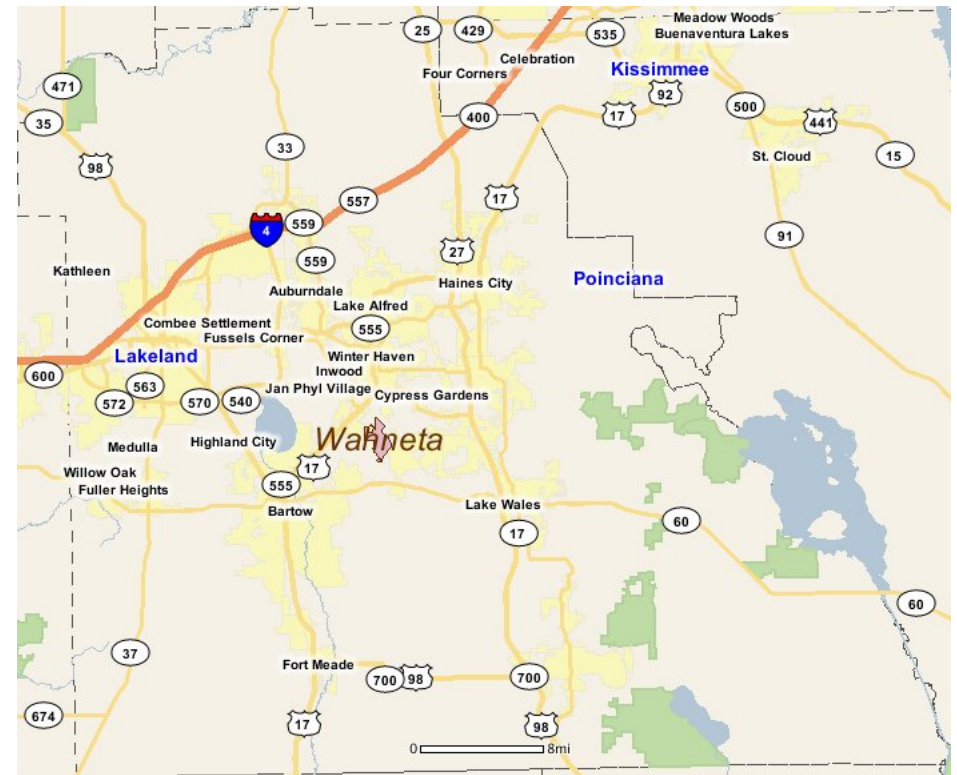 Meadow Woods
25
429
535
Buenaventura Lakes
Celebration
Four Corners
Kissimmee
471
92
500
17
400
441
35
33
98
St. Cloud
15
17
557
559
4
91
27
559
Kathleen
Poinciana
Haines City
Auburndale
Lake Alfred
Combee Settlement
555
Fussels Corner
Lakeland
Winter Haven
600
Inwood
563
Jan Phyl Village
Cypress Gardens
572
570
540
Highland City
Wahneta
Medulla
17
Willow Oak
555
Fuller Heights
Lake Wales
Bartow
60
17
60
37
Fort Meade
700
98
700
674
17
98
0
8mi